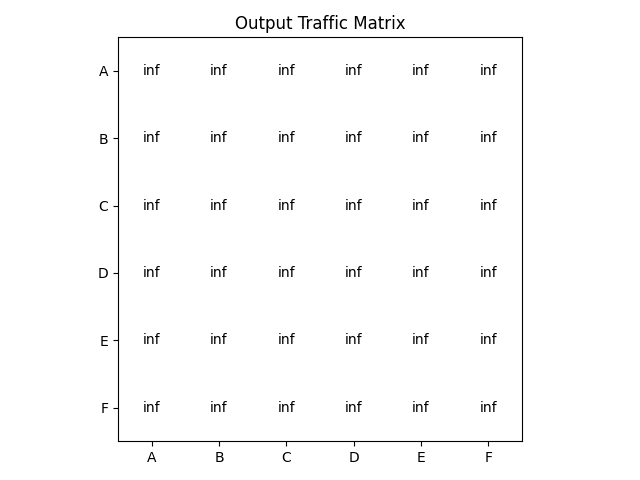 Output Traffic Matrix
A inf inf inf inf inf inf
B inf inf inf inf inf inf
C inf inf inf inf inf inf
D inf inf inf inf inf inf
E inf inf inf inf inf inf
F inf inf inf inf inf inf
A B C D E F